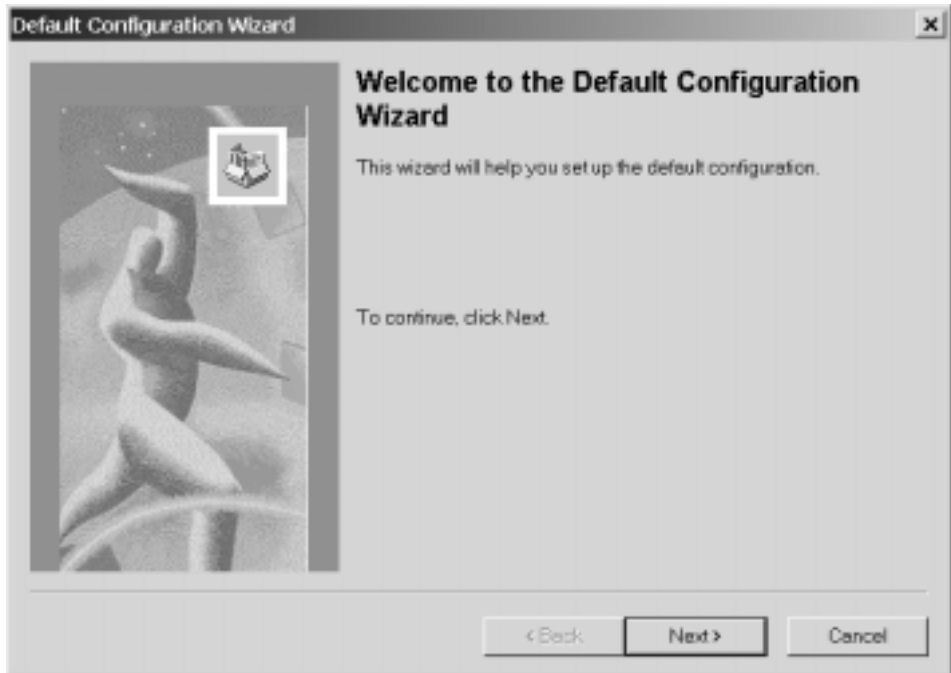 Default Configuration Wizard
Welcome to the Default Configuration
Wizard
This wizard will help you set up the default configuration.
To continue, click Next.
< Back
Next >
Cancel